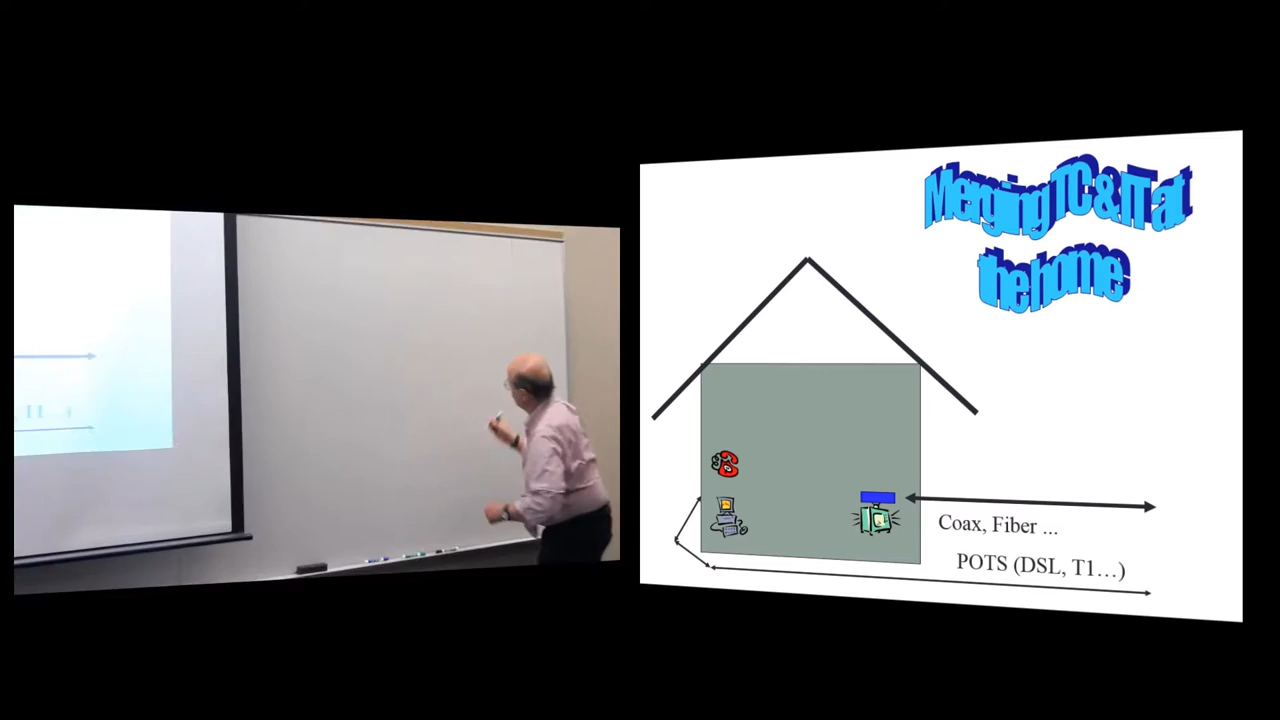 Merging TC & IT at
the home
Coax, Fiber ...
POTS (DSL, T1…)